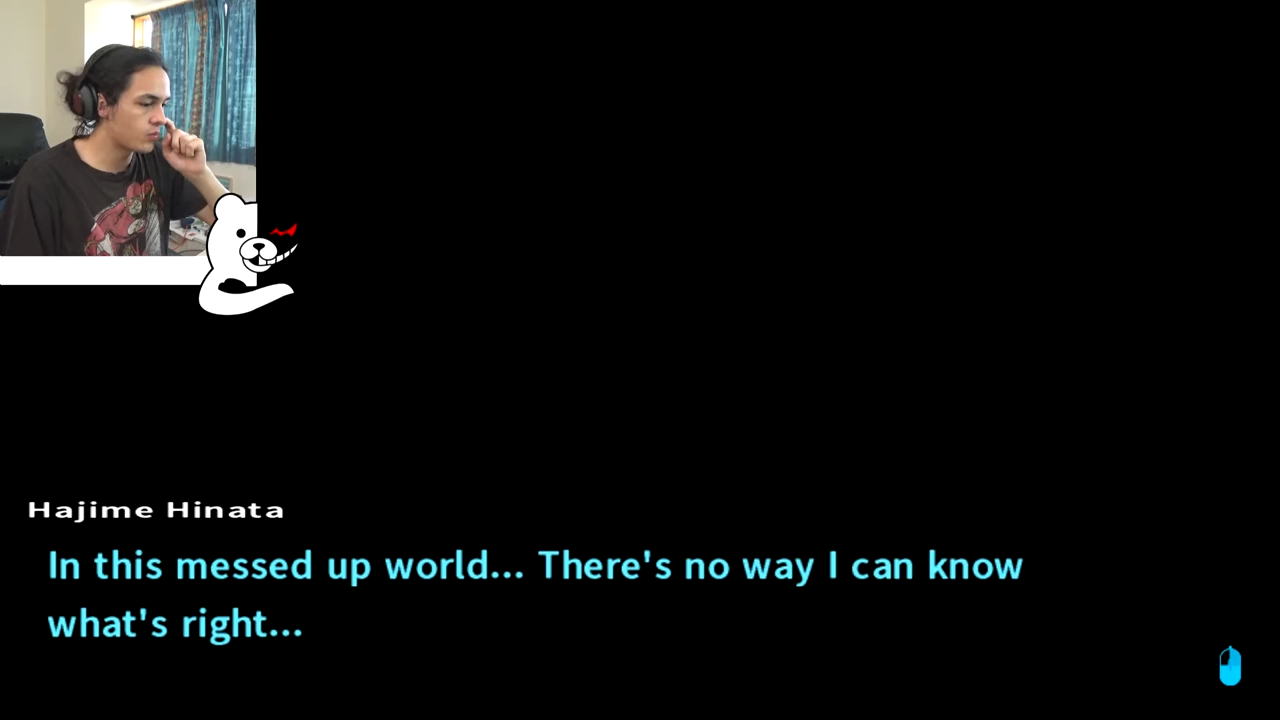 Hajime Hinata
In this messed up world... There's no way I can know
what's right...